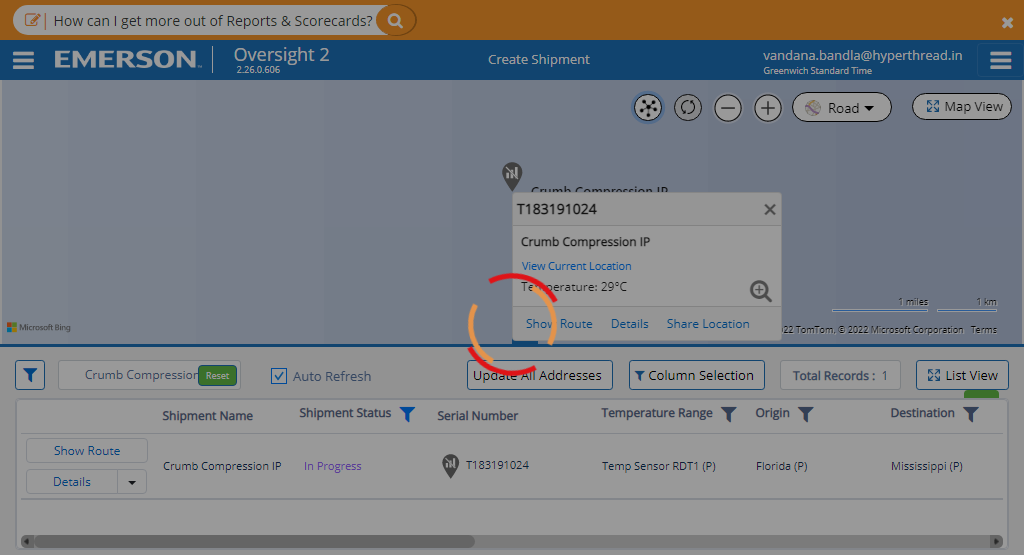 How can I get more out of Reports & Scorecards?
EMERSON
Oversight 2
2.26.0.606
Create Shipment
vandana.bandla@hyperthread.in
Greenwich Standard Time
Road
Map View
Crumb Compression IP
T183191024
Crumb Compression IP
View Current Location
Temperature: 29°C
Show Route Details Share Location
1 miles 1 km
Microsoft Bing
22 TomTom, © 2022 Microsoft Corporation Terms
Crumb Compression Reset
Auto Refresh
Update All Addresses
Column Selection
Total Records : 1
List View
Shipment Name Shipment Status Serial Number Temperature Range Origin Destination
Show Route
Details
Crumb Compression IP In Progress T183191024 Temp Sensor RDT1 (P) Florida (P) Mississippi (P)